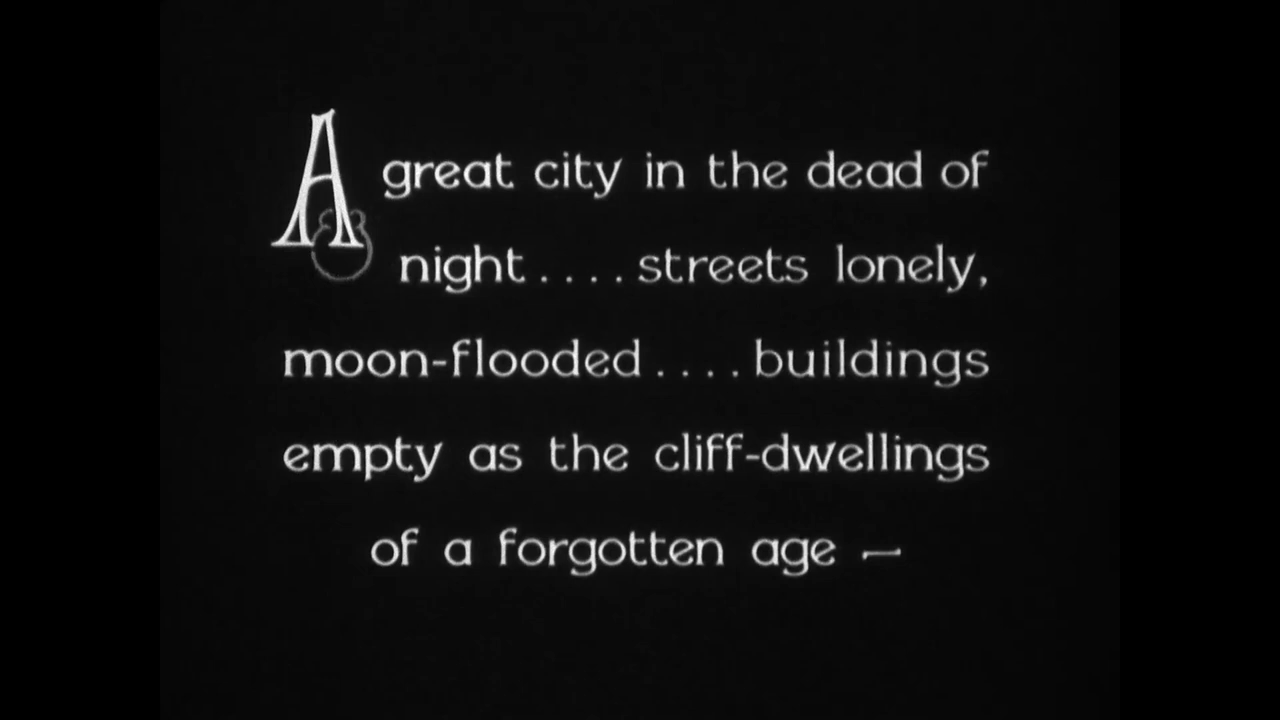 A great city in the dead of
night....streets lonely,
moon-flooded....buildings
empty as the cliff-dwellings
of a forgotten age —